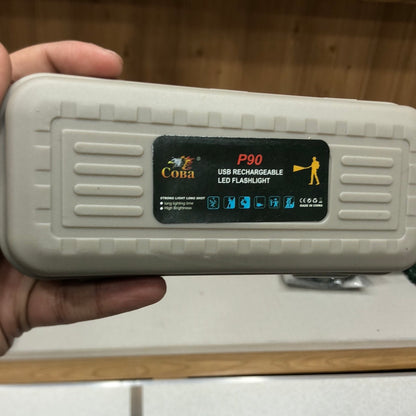 Coba ®
P90
USB RECHARGEABLE
LED FLASHLIGHT
STRONG LIGHT LONG SHOT
long lighting time
High Brightness
MADE IN CHINA